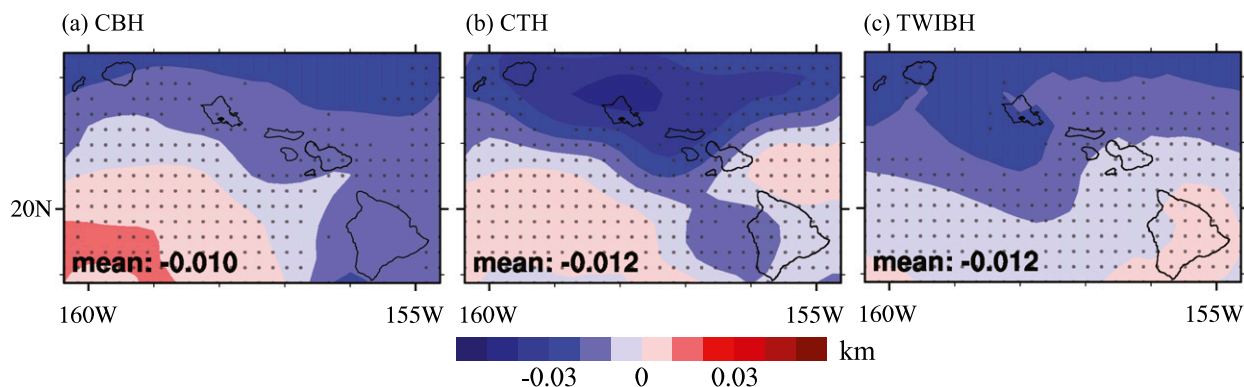 (a) CBH
(b) CTH
(c) TWIBH
20N
mean: -0.010
mean: -0.012
mean: -0.012
160W
155W
160W
155W
160W
155W
-0.03
0
0.03
km